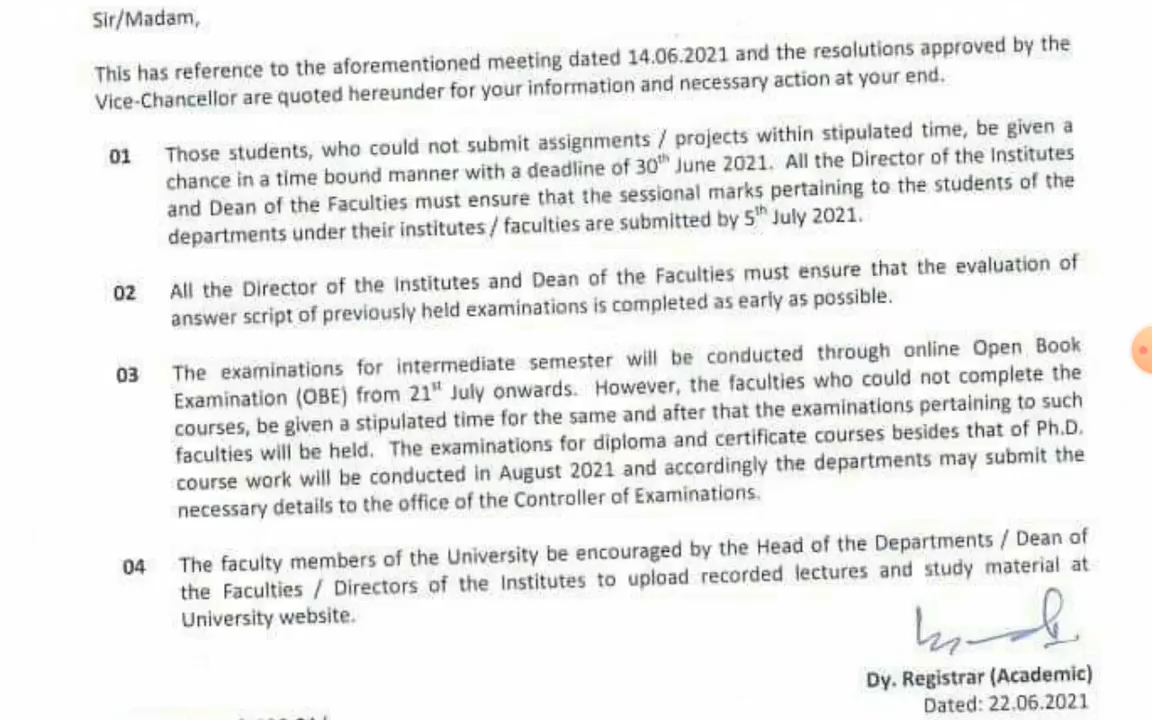 Sir/Madam,
This has reference to the aforementioned meeting dated 14.06.2021 and the resolutions approved by the
Vice-Chancellor are quoted hereunder for your information and necessary action at your end.
01 Those students, who could not submit assignments / projects within stipulated time, be given a
chance in a time bound manner with a deadline of 30th June 2021. All the Director of the Institutes
and Dean of the Faculties must ensure that the sessional marks pertaining to the students of the
departments under their institutes / faculties are submitted by 5th July 2021.
02 All the Director of the Institutes and Dean of the Faculties must ensure that the evaluation of
answer script of previously held examinations is completed as early as possible.
03 The examinations for intermediate semester will be conducted through online Open Book
Examination (OBE) from 21st July onwards. However, the faculties who could not complete the
courses, be given a stipulated time for the same and after that the examinations pertaining to such
faculties will be held. The examinations for diploma and certificate courses besides that of Ph.D.
course work will be conducted in August 2021 and accordingly the departments may submit the
necessary details to the office of the Controller of Examinations.
04 The faculty members of the University be encouraged by the Head of the Departments / Dean of
the Faculties / Directors of the Institutes to upload recorded lectures and study material at
University website.
Dy. Registrar (Academic)
Dated: 22.06.2021